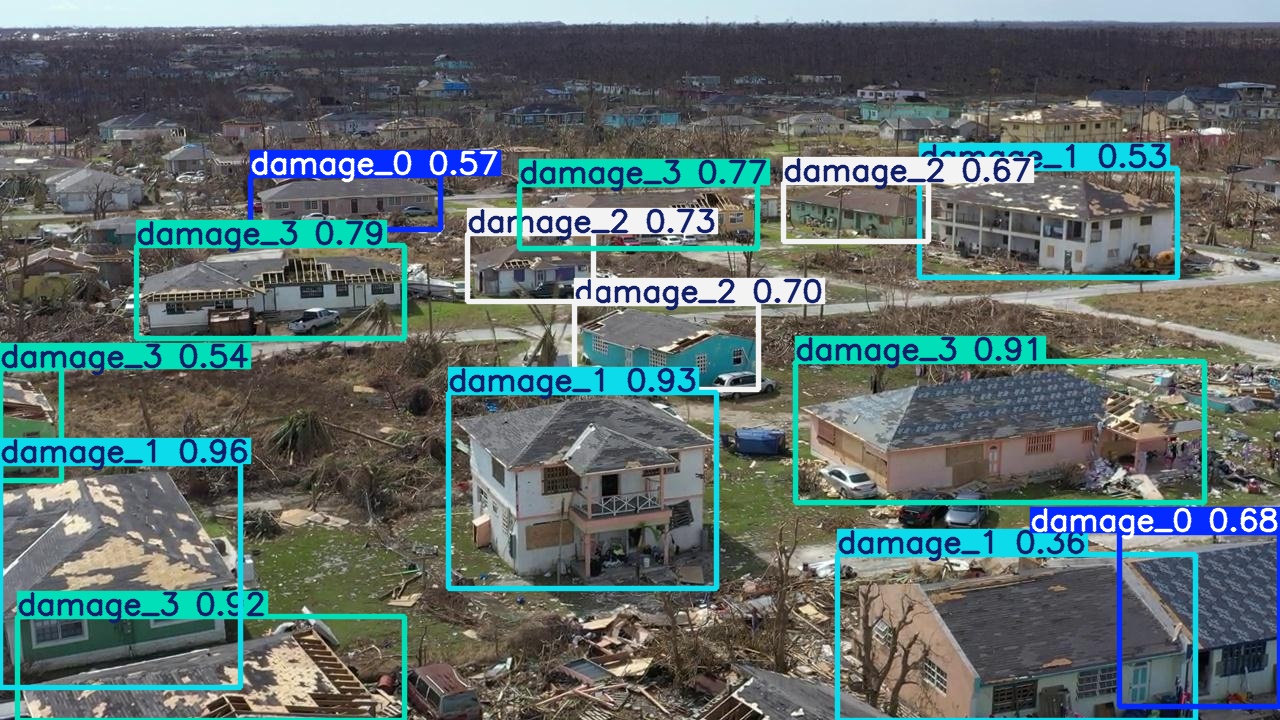 damage_0 0.57
damage_3 0.77
damage_2 0.67
damage_1 0.53
damage_3 0.79
damage_2 0.73
damage_2 0.70
damage_3 0.54
damage_1 0.93
damage_3 0.91
damage_1 0.96
damage_0 0.68
damage_1 0.36
damage_3 0.92